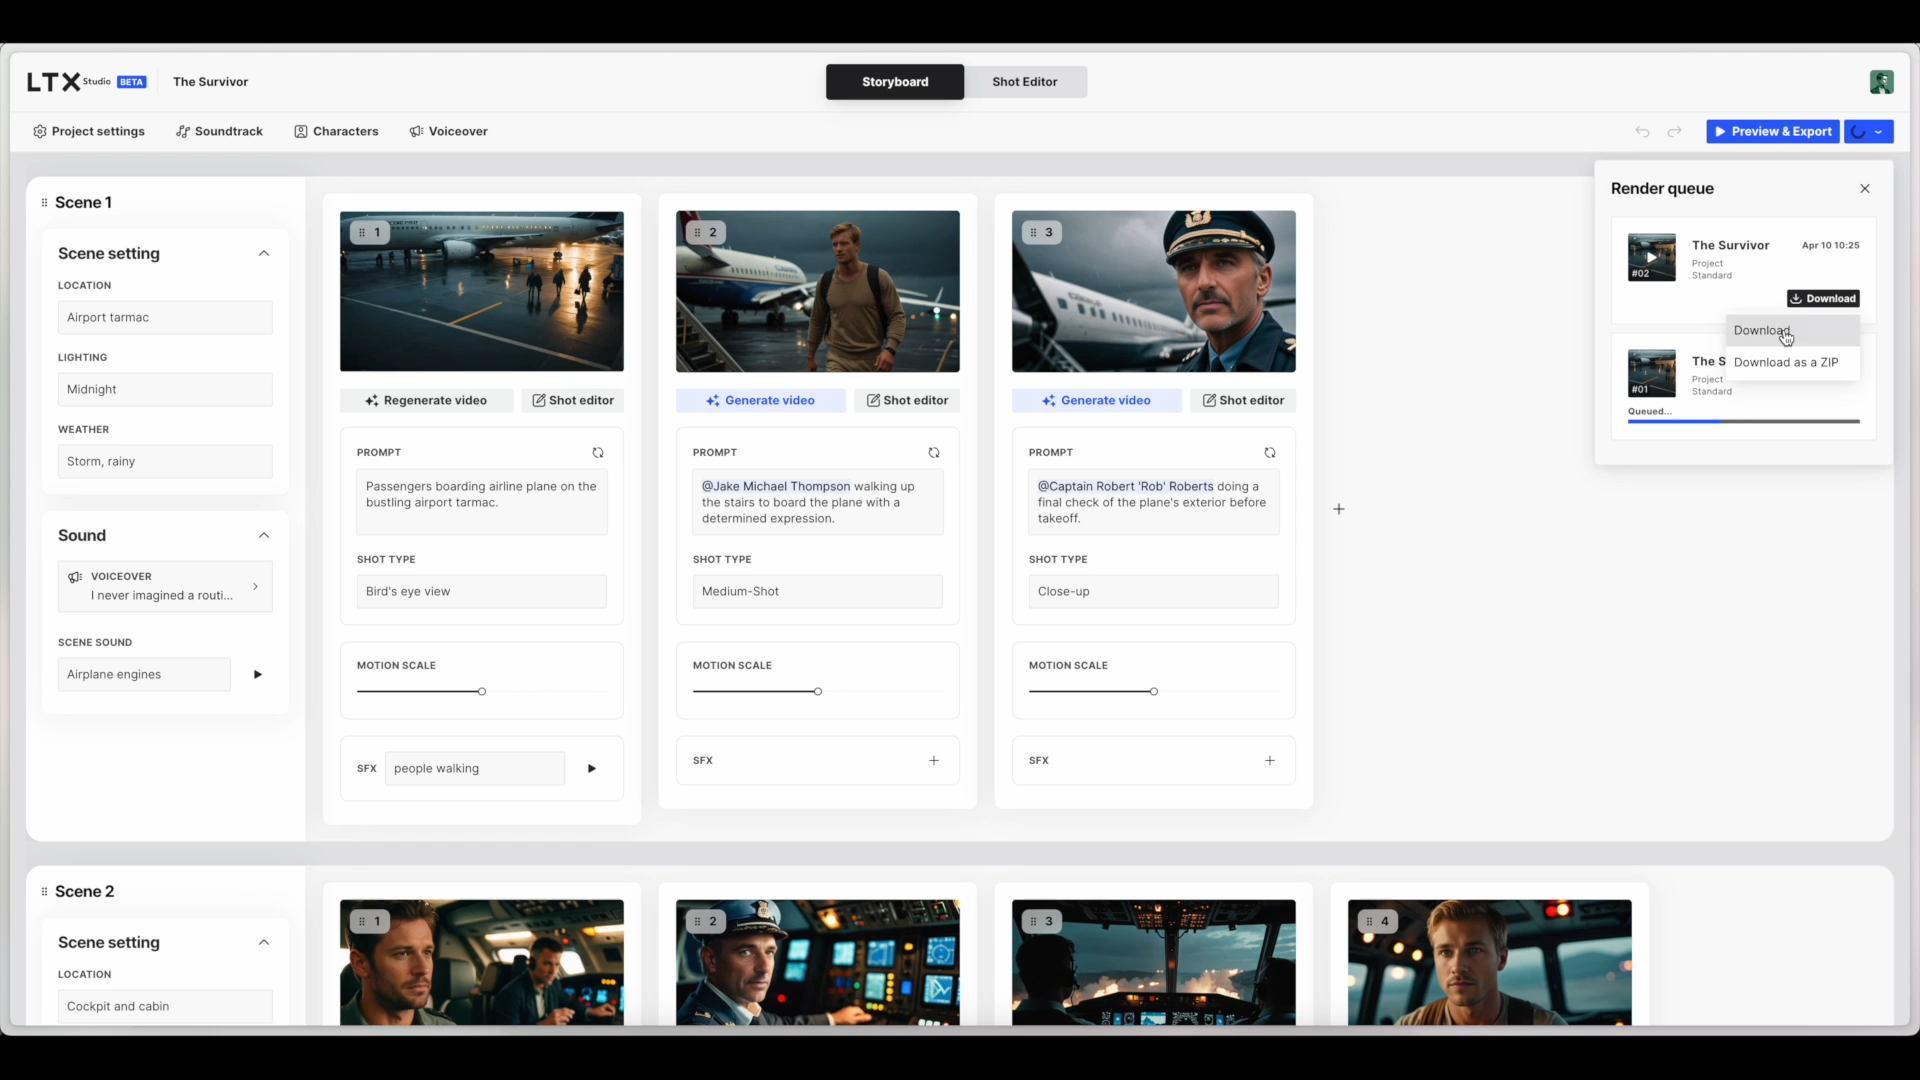 LTX Studio BETA
The Survivor
Storyboard
Shot Editor
Project settings
Soundtrack
Characters
Voiceover
Preview & Export
Render queue
#02
The Survivor
Apr 10 10:25
Project
Standard
Download
Download
Download as a ZIP
#01
The S
Project
Standard
Queued...
Scene 1
Scene setting
LOCATION
Airport tarmac
LIGHTING
Midnight
WEATHER
Storm, rainy
Sound
VOICEOVER
I never imagined a routi...
SCENE SOUND
Airplane engines
1
Regenerate video
Shot editor
PROMPT
Passengers boarding airline plane on the
bustling airport tarmac.
SHOT TYPE
Bird's eye view
MOTION SCALE
SFX
people walking
2
Generate video
Shot editor
PROMPT
@Jake Michael Thompson walking up
the stairs to board the plane with a
determined expression.
SHOT TYPE
Medium-Shot
MOTION SCALE
SFX
3
Generate video
Shot editor
PROMPT
@Captain Robert 'Rob' Roberts doing a
final check of the plane's exterior before
takeoff.
SHOT TYPE
Close-up
MOTION SCALE
SFX
Scene 2
Scene setting
LOCATION
Cockpit and cabin
1
2
3
4